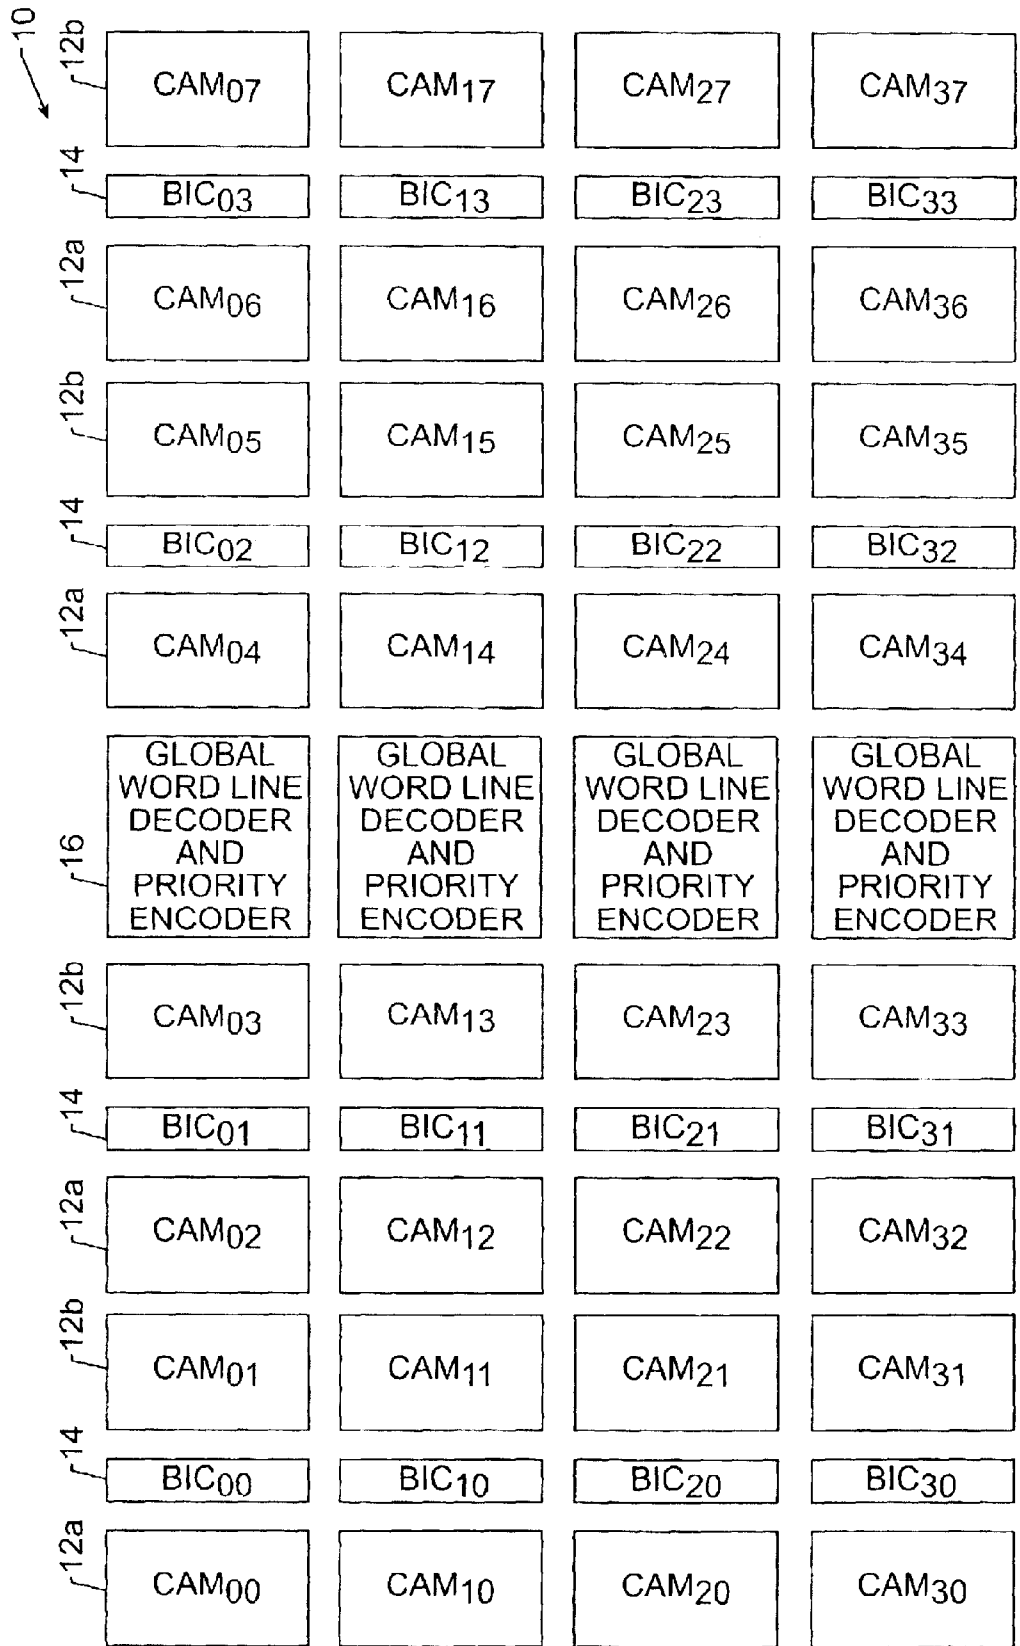 10
12b
CAM07 CAM17 CAM27 CAM37
14
BIC03 BIC13 BIC23 BIC33
12a
CAM06 CAM16 CAM26 CAM36
12b
CAM05 CAM15 CAM25 CAM35
14
BIC02 BIC12 BIC22 BIC32
12a
CAM04 CAM14 CAM24 CAM34
16
GLOBAL GLOBAL GLOBAL GLOBAL
WORD LINE WORD LINE WORD LINE WORD LINE
DECODER DECODER DECODER DECODER
AND AND AND AND
PRIORITY PRIORITY PRIORITY PRIORITY
ENCODER ENCODER ENCODER ENCODER
12b
CAM03 CAM13 CAM23 CAM33
14
BIC01 BIC11 BIC21 BIC31
12a
CAM02 CAM12 CAM22 CAM32
12b
CAM01 CAM11 CAM21 CAM31
14
BIC00 BIC10 BIC20 BIC30
12a
CAM00 CAM10 CAM20 CAM30